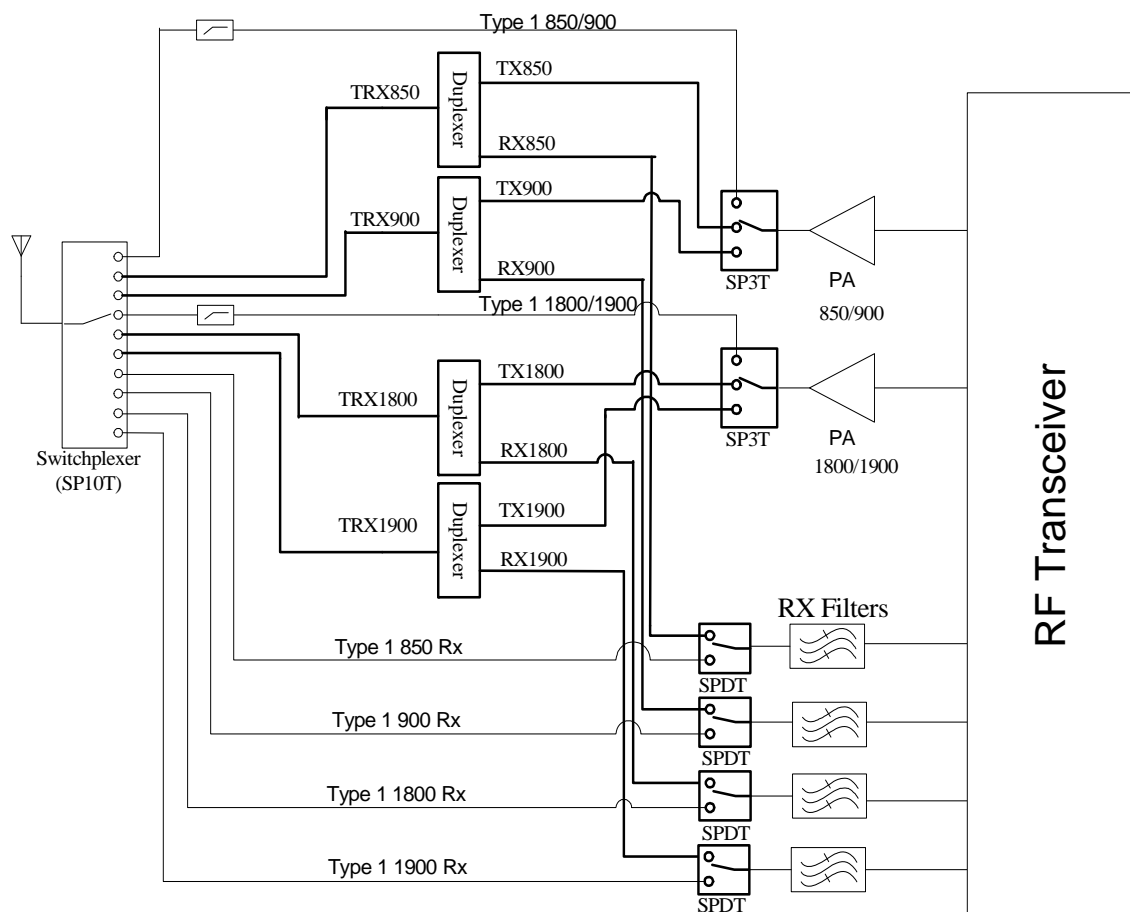 Type 1 850/900
TX850
TRX850
Duplexer
RX850
TX900
TRX900
Duplexer
RX900
SP3T
PA
850/900
Type 1 1800/1900
TX1800
TRX1800
Duplexer
RX1800
SP3T
PA
1800/1900
Switchplexer
(SP10T)
TX1900
TRX1900
Duplexer
RX1900
RF Transceiver
RX Filters
Type 1 850 Rx
SPDT
Type 1 900 Rx
SPDT
Type 1 1800 Rx
SPDT
Type 1 1900 Rx
SPDT